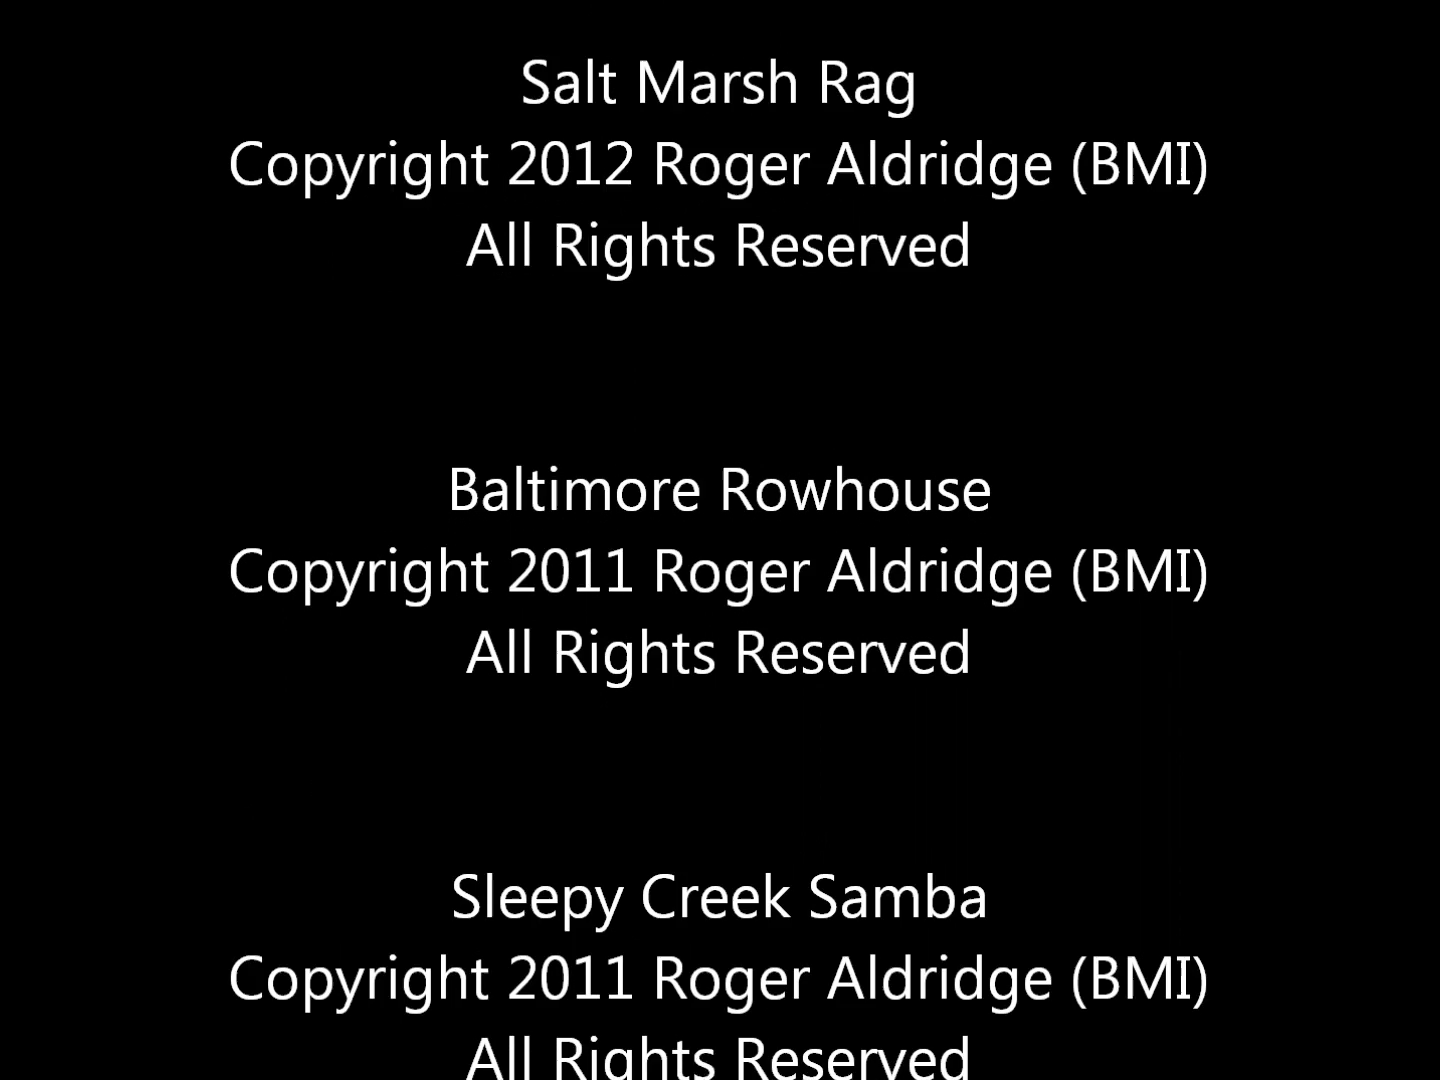 Salt Marsh Rag
Copyright 2012 Roger Aldridge (BMI)
All Rights Reserved
Baltimore Rowhouse
Copyright 2011 Roger Aldridge (BMI)
All Rights Reserved
Sleepy Creek Samba
Copyright 2011 Roger Aldridge (BMI)
All Rights Reserved